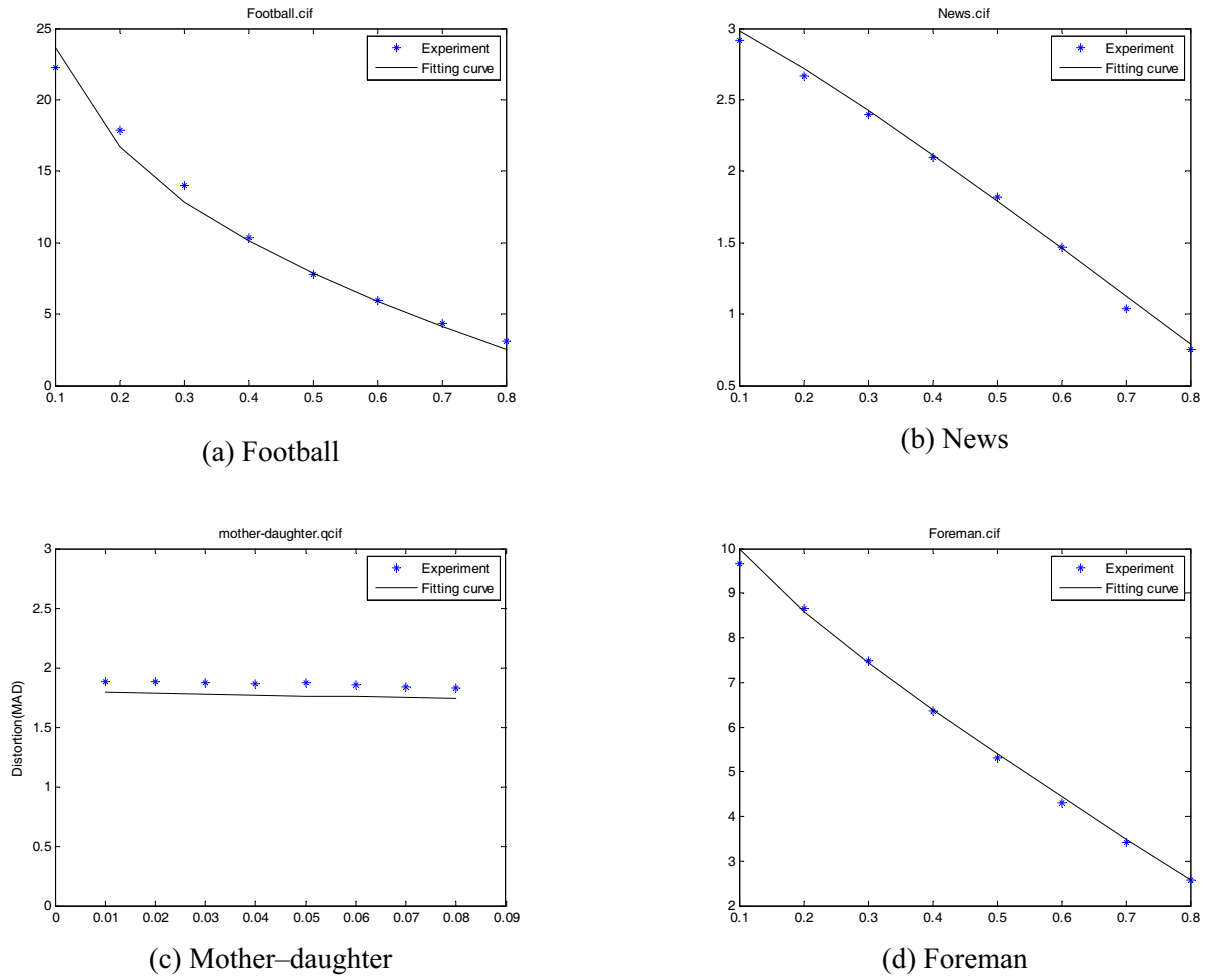 Football.cif
25
20
15
10
5
0
0.1 0.2 0.3 0.4 0.5 0.6 0.7 0.8
Experiment
Fitting curve
(a) Football
News.cif
3
2.5
2
1.5
1
0.5
0.1 0.2 0.3 0.4 0.5 0.6 0.7 0.8
Experiment
Fitting curve
(b) News
mother-daughter.qcif
3
2.5
2
1.5
1
0.5
0
Distortion(MAD)
0 0.01 0.02 0.03 0.04 0.05 0.06 0.07 0.08 0.09
Experiment
Fitting curve
(c) Mother–daughter
Foreman.cif
10
9
8
7
6
5
4
3
2
0.1 0.2 0.3 0.4 0.5 0.6 0.7 0.8
Experiment
Fitting curve
(d) Foreman